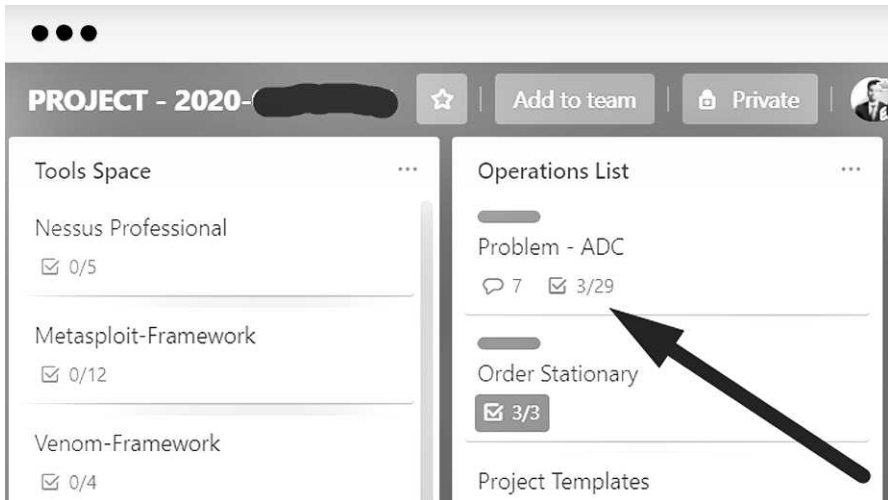 PROJECT - 2020-
Add to team
Private
Tools Space
Nessus Professional
0/5
Metasploit-Framework
0/12
Venom-Framework
0/4
Operations List
Problem - ADC
7 3/29
Order Stationary
3/3
Project Templates